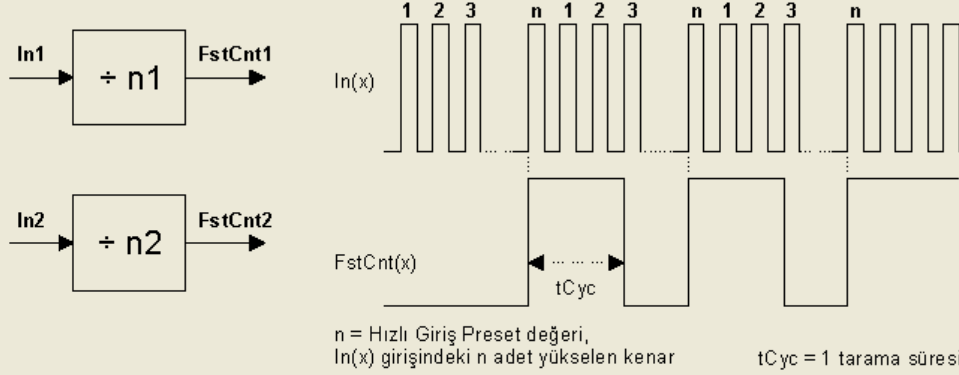 1 2 3 n 1 2 3 n 1 2 3 n
In1 FstCnt1
÷ n1
In(x)
In2 FstCnt2
÷ n2
FstCnt(x)
tCyc
n = Hızlı Giriş Preset değeri,
In(x) girişindeki n adet yükselen kenar
tCyc = 1 tarama süresi